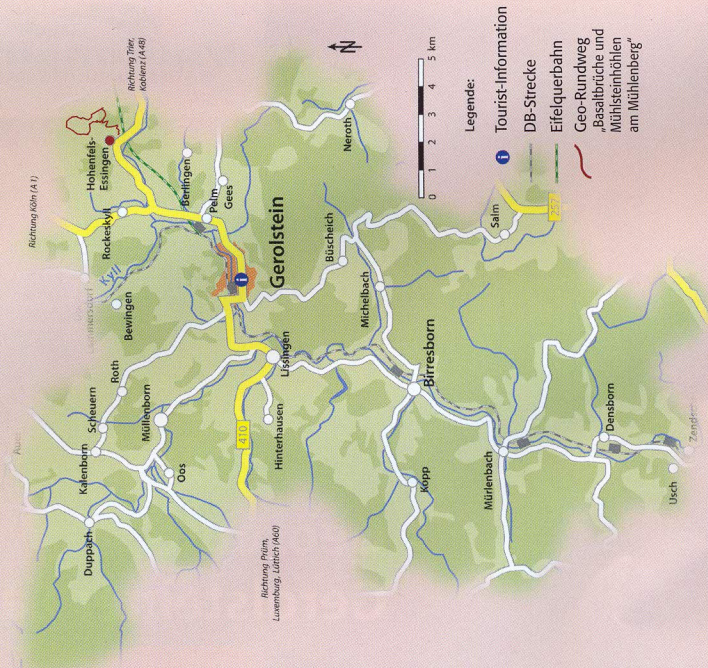 Richtung Trier,
Koblenz (A48)
Richtung Köln (A 1)
Hohenfels-
Essingen
Rockeskyll
Berlingen
Pelm
Gees
Neroth
Kyll
Bewingen
Gerolstein
Büscheich
Salm
257
Michelbach
Roth
Scheuern
Kalenborn
Müllenborn
Oos
Duppach
Lissingen
410
Hinterhausen
Birresborn
Kopp
Mürlenbach
Densborn
Usch
Richtung Prüm,
Luxemburg, Lüttich (A60)
N
0 1 2 3 4 5 km
Legende:
i Tourist-Information
DB-Strecke
Eifelquerbahn
Geo-Rundweg
„Basaltbrüche und
Mühlsteinhöhlen
am Mühlenberg“